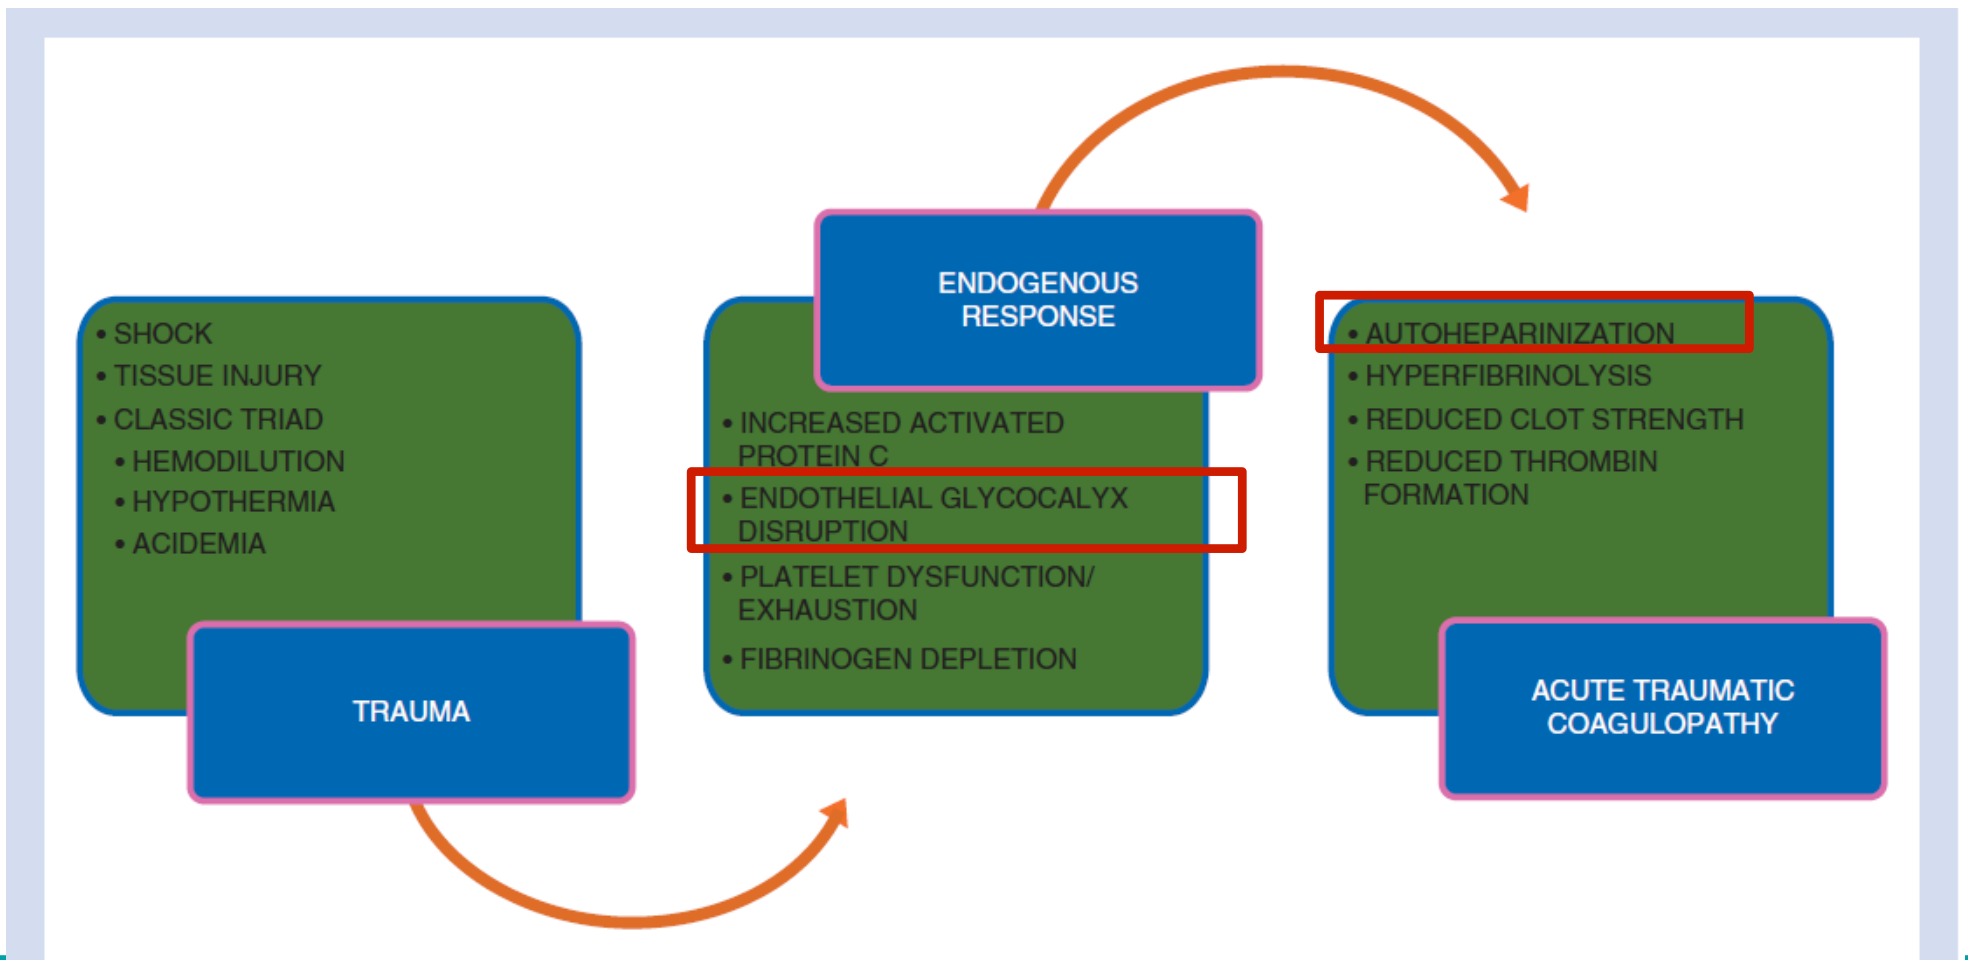 • SHOCK
• TISSUE INJURY
• CLASSIC TRIAD
• HEMODILUTION
• HYPOTHERMIA
• ACIDEMIA
TRAUMA
ENDOGENOUS
RESPONSE
• INCREASED ACTIVATED
PROTEIN C
• ENDOTHELIAL GLYCOCALYX
DISRUPTION
• PLATELET DYSFUNCTION/
EXHAUSTION
• FIBRINOGEN DEPLETION
• AUTOHEPARINIZATION
• HYPERFIBRINOLYSIS
• REDUCED CLOT STRENGTH
• REDUCED THROMBIN
FORMATION
ACUTE TRAUMATIC
COAGULOPATHY